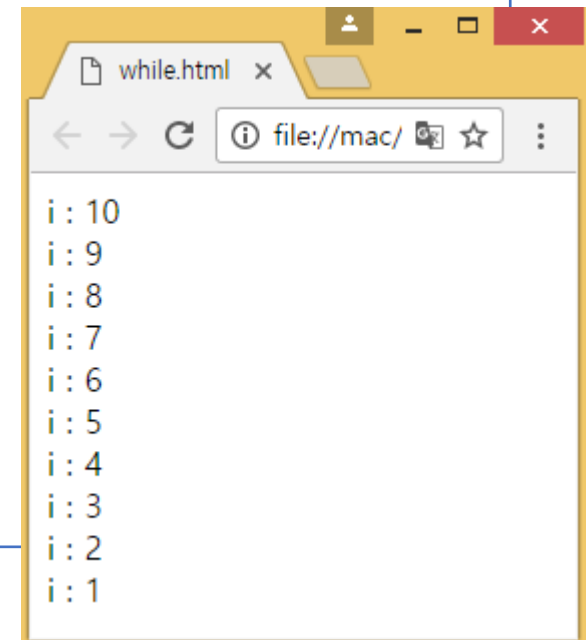 while.html
file://mac/
i : 10
i : 9
i : 8
i : 7
i : 6
i : 5
i : 4
i : 3
i : 2
i : 1